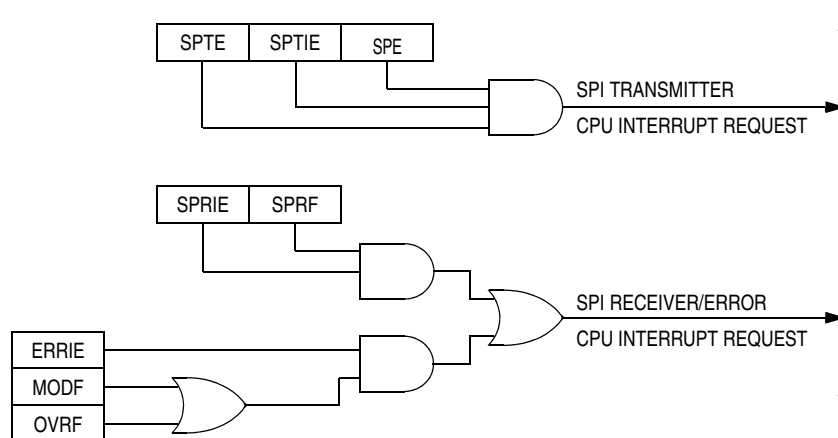 SPTE SPTIE SPE
SPI TRANSMITTER
CPU INTERRUPT REQUEST
SPRIE SPRF
SPI RECEIVER/ERROR
CPU INTERRUPT REQUEST
ERRIE
MODF
OVRF